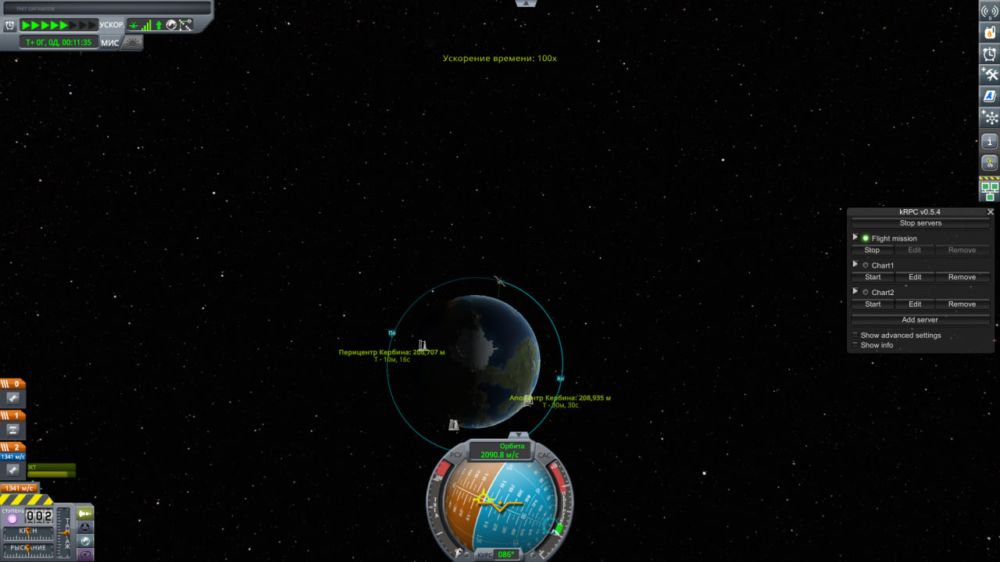 Нет сигналов
УСКОР.
Т+ 0Г, 0Д, 00:11:35
МИС
Ускорение времени: 100x
kRPC v0.5.4
Stop servers
Flight mission
Stop Edit Remove
Chart1
Start Edit Remove
Chart2
Start Edit Remove
Add server
Show advanced settings
Show info
Пе
Перицентр Кербина: 206,707 м
Т - 10м, 16с
Ап
Апоцентр Кербина: 208,935 м
Т - 30м, 30с
0
1
2
1341 м/с
ЖТ
1341 м/с
СТУПЕНЬ
002
КРЕН
РЫСКАНИЕ
ТАНГАЖ
Орбита
2090.8 м/с
РСУ
САС
КУРС 086°